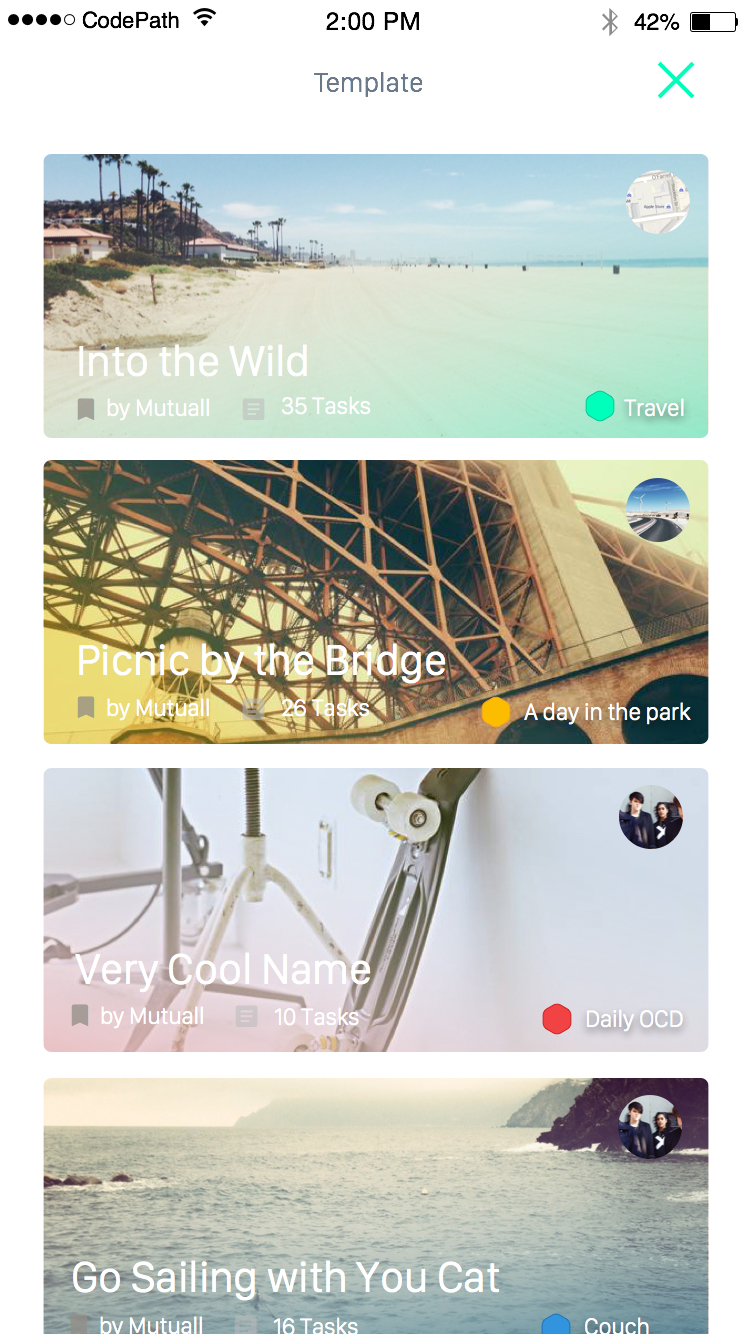 CodePath 2:00 PM 42%
Template
Into the Wild
by Mutuall 35 Tasks Travel
Picnic by the Bridge
by Mutuall 26 Tasks A day in the park
Very Cool Name
by Mutuall 10 Tasks Daily OCD
Go Sailing with You Cat
by Mutuall 16 Tasks Couch